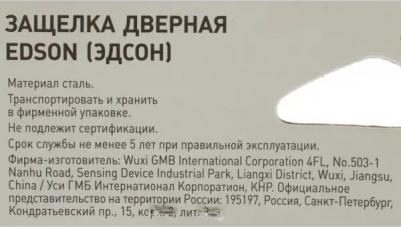 ЗАЩЕЛКА ДВЕРНАЯ
EDSON (ЭДСОН)
Материал сталь.
Транспортировать и хранить
в фирменной упаковке.
Не подлежит сертификации.
Срок службы не менее 5 лет при правильной эксплуатации.
Фирма-изготовитель: Wuxi GMB International Corporation 4FL, No.503-1
Nanhu Road, Sensing Device Industrial Park, Liangxi District, Wuxi, Jiangsu,
China / Уси ГМБ Интернационал Корпоратион, КНР. Официальное
представительство на территории России: 195197, Россия, Санкт-Петербург,
Кондратьевский пр., 15, кор. лит.